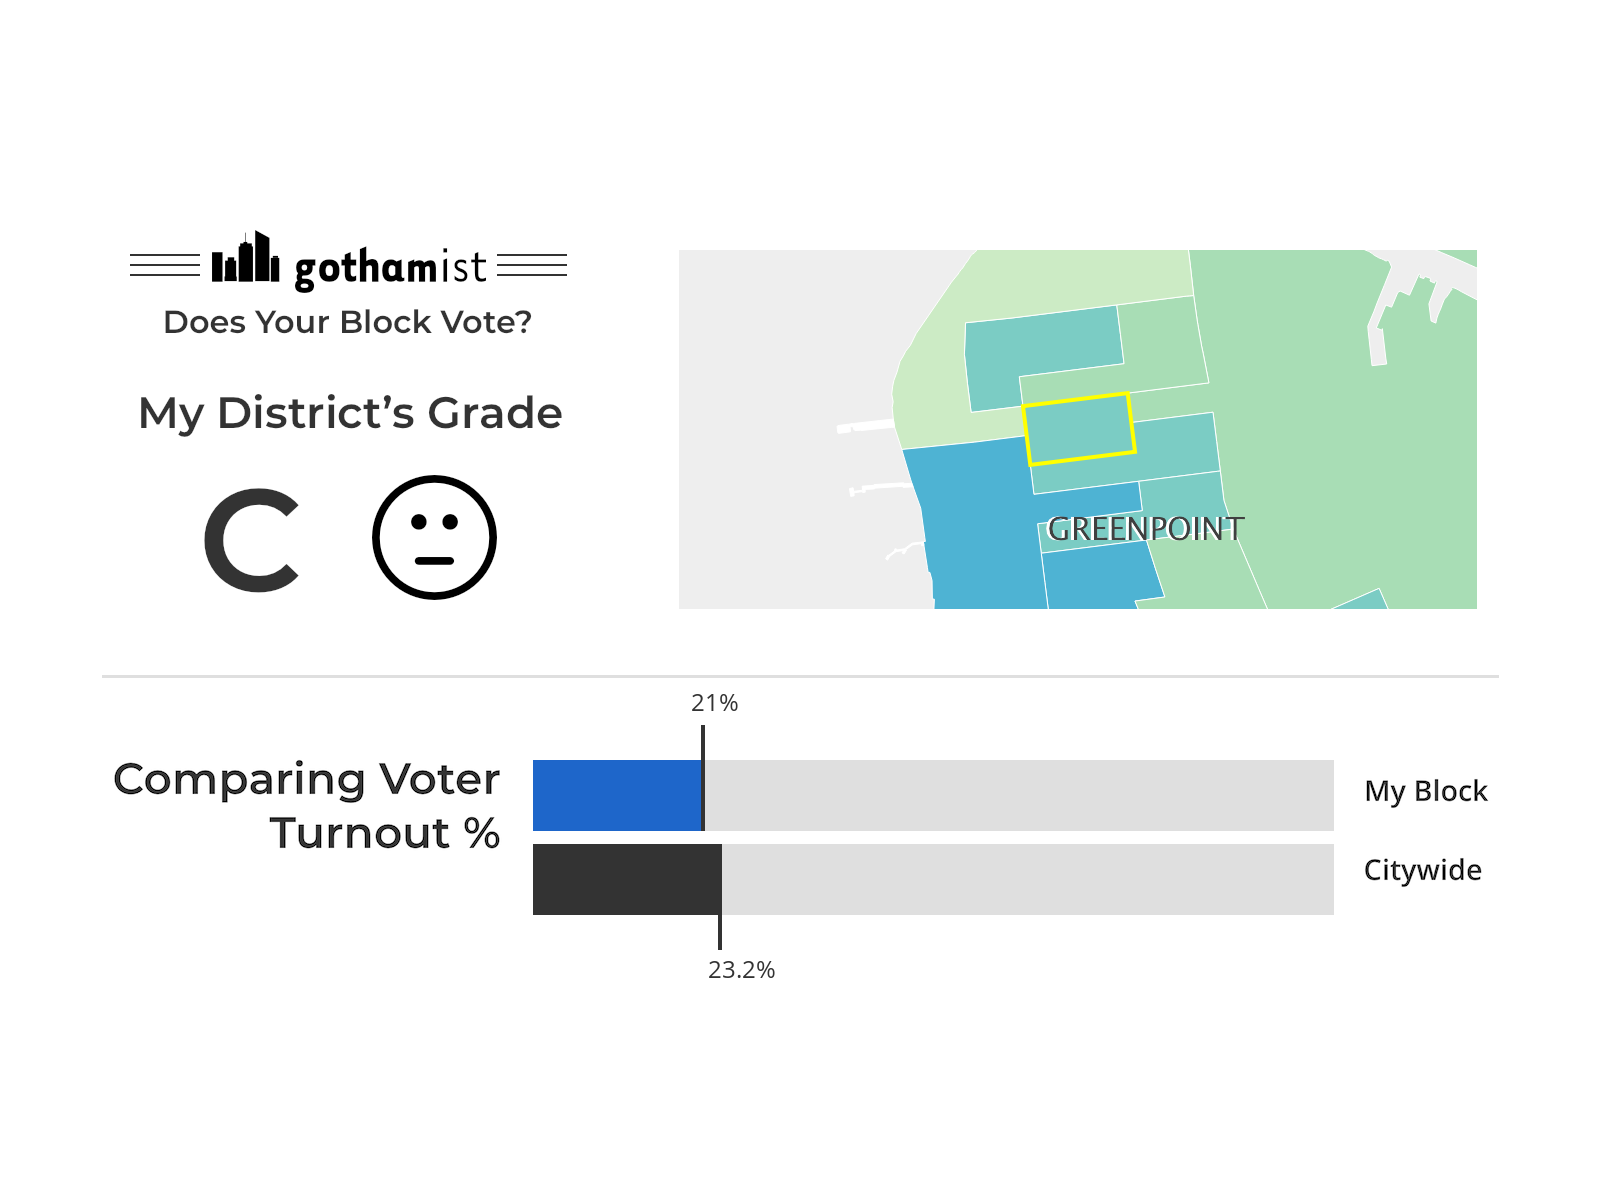 gothamist
Does Your Block Vote?
My District's Grade
C
GREENPOINT
21%
Comparing Voter
Turnout %
My Block
Citywide
23.2%